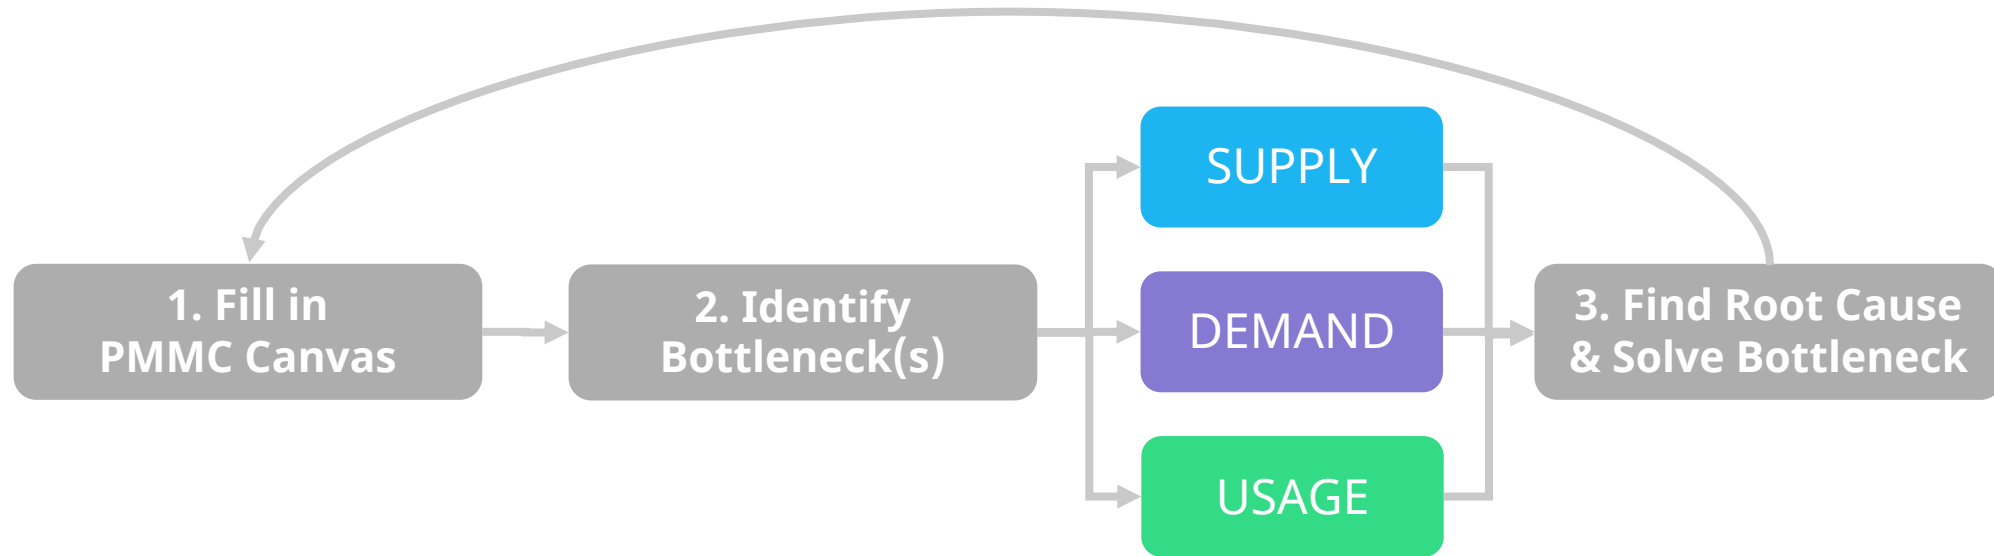 1. Fill in
PMMC Canvas
2. Identify
Bottleneck(s)
SUPPLY
DEMAND
USAGE
3. Find Root Cause
& Solve Bottleneck